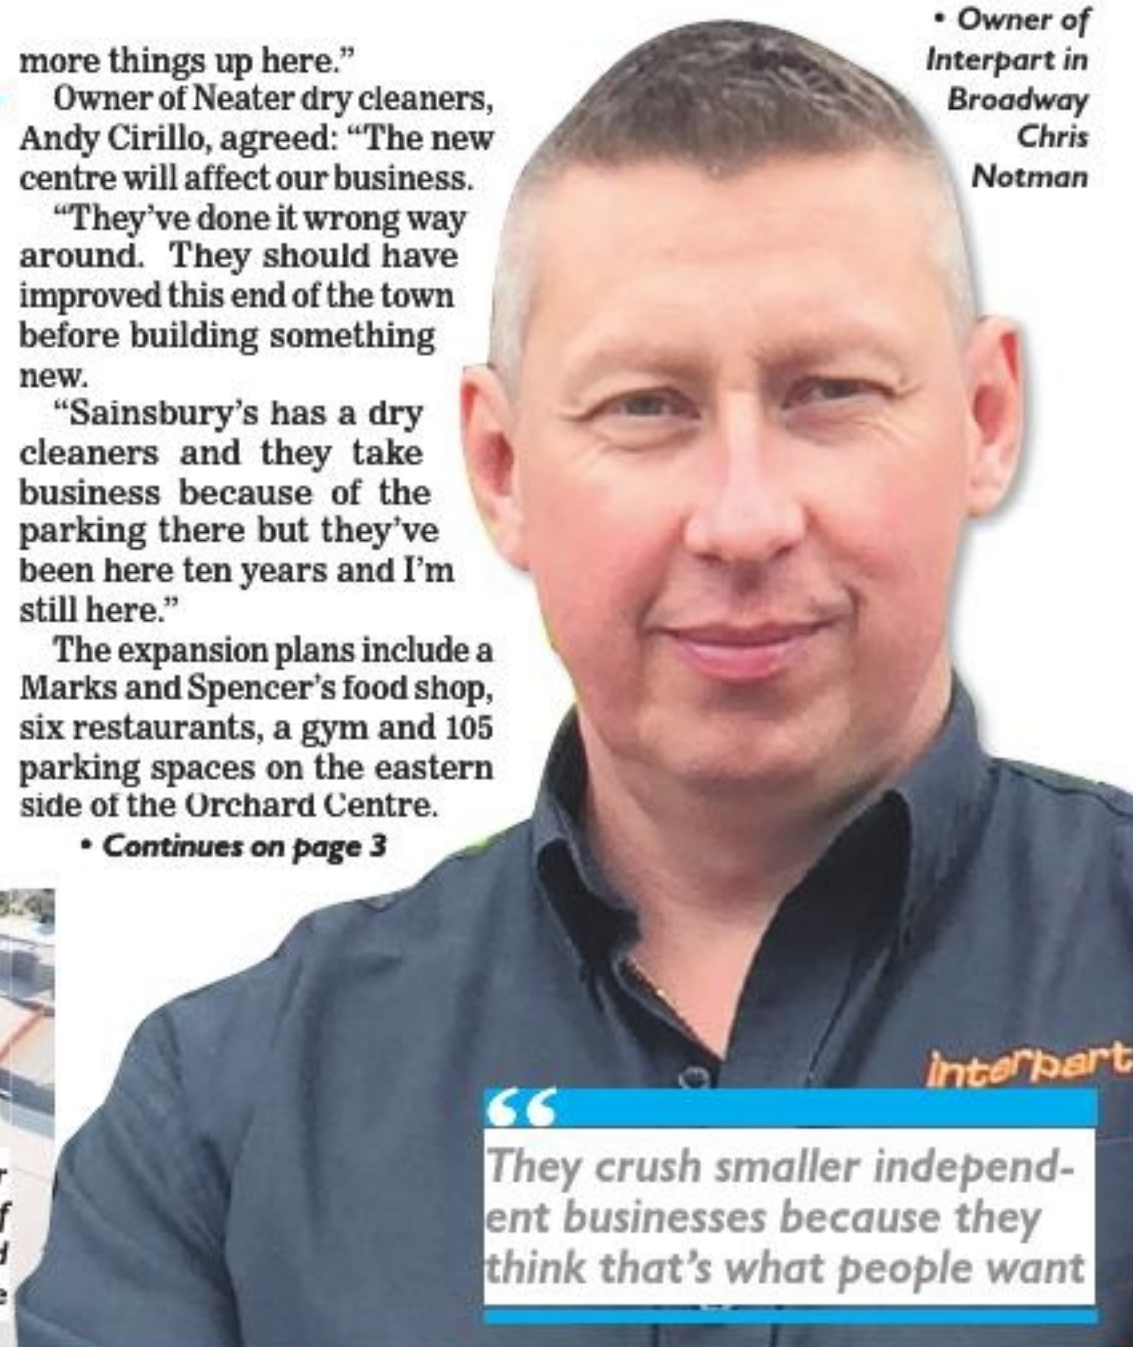 more things up here.”
Owner of Neater dry cleaners,
Andy Cirillo, agreed: “The new
centre will affect our business.
“They’ve done it wrong way
around. They should have
improved this end of the town
before building something
new.
“Sainsbury’s has a dry
cleaners and they take
business because of the
parking there but they’ve
been here ten years and I’m
still here.”
The expansion plans include a
Marks and Spencer’s food shop,
six restaurants, a gym and 105
parking spaces on the eastern
side of the Orchard Centre.
• Continues on page 3
• Owner of
Interpart in
Broadway
Chris
Notman
interpart
“
They crush smaller independ-
ent businesses because they
think that’s what people want